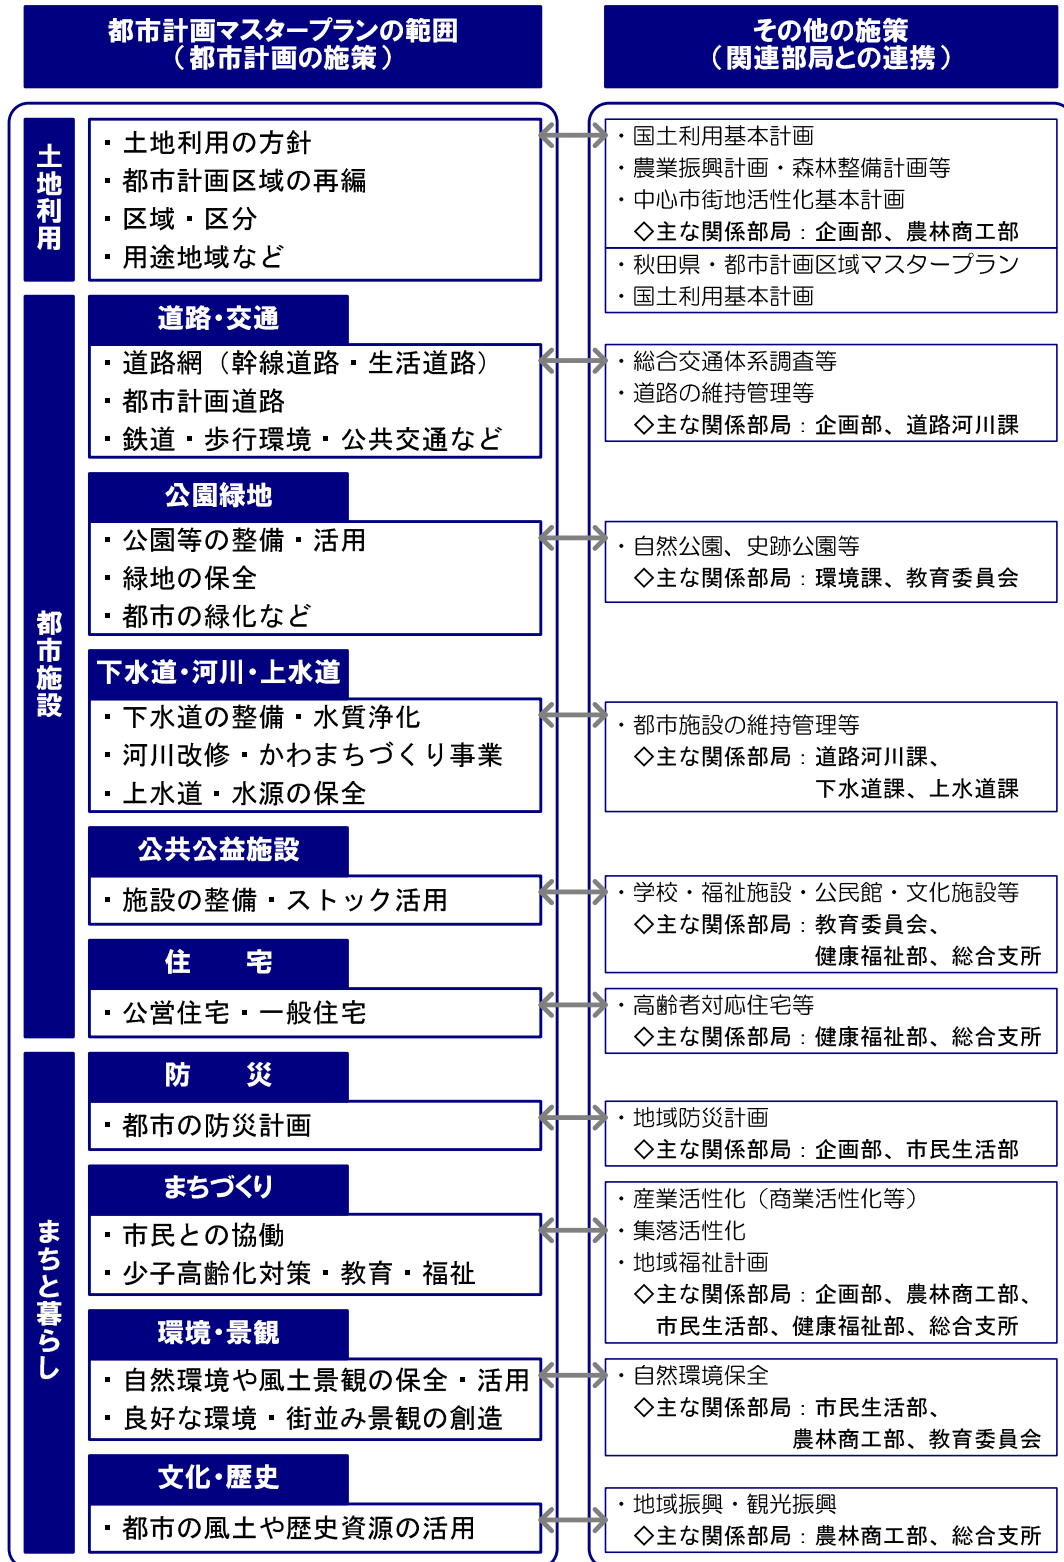 都市計画マスタープランの範囲
（都市計画の施策）
その他の施策
（関連部局との連携）
土地利用
・土地利用の方針
・都市計画区域の再編
・区域・区分
・用途地域など
・国土利用基本計画
・農業振興計画・森林整備計画等
・中心市街地活性化基本計画
◇主な関係部局：企画部、農林商工部
・秋田県・都市計画区域マスタープラン
・国土利用基本計画
都市施設
道路・交通
・道路網（幹線道路・生活道路）
・都市計画道路
・鉄道・歩行環境・公共交通など
・総合交通体系調査等
・道路の維持管理等
◇主な関係部局：企画部、道路河川課
公園緑地
・公園等の整備・活用
・緑地の保全
・都市の緑化など
・自然公園、史跡公園等
◇主な関係部局：環境課、教育委員会
下水道・河川・上水道
・下水道の整備・水質浄化
・河川改修・かわまちづくり事業
・上水道・水源の保全
・都市施設の維持管理等
◇主な関係部局：道路河川課、
下水道課、上水道課
公共公益施設
・施設の整備・ストック活用
・学校・福祉施設・公民館・文化施設等
◇主な関係部局：教育委員会、
健康福祉部、総合支所
住　宅
・公営住宅・一般住宅
・高齢者対応住宅等
◇主な関係部局：健康福祉部、総合支所
まちと暮らし
防　災
・都市の防災計画
・地域防災計画
◇主な関係部局：企画部、市民生活部
まちづくり
・市民との協働
・少子高齢化対策・教育・福祉
・産業活性化（商業活性化等）
・集落活性化
・地域福祉計画
◇主な関係部局：企画部、農林商工部、
市民生活部、健康福祉部、総合支所
環境・景観
・自然環境や風土景観の保全・活用
・良好な環境・街並み景観の創造
・自然環境保全
◇主な関係部局：市民生活部、
農林商工部、教育委員会
文化・歴史
・都市の風土や歴史資源の活用
・地域振興・観光振興
◇主な関係部局：農林商工部、総合支所